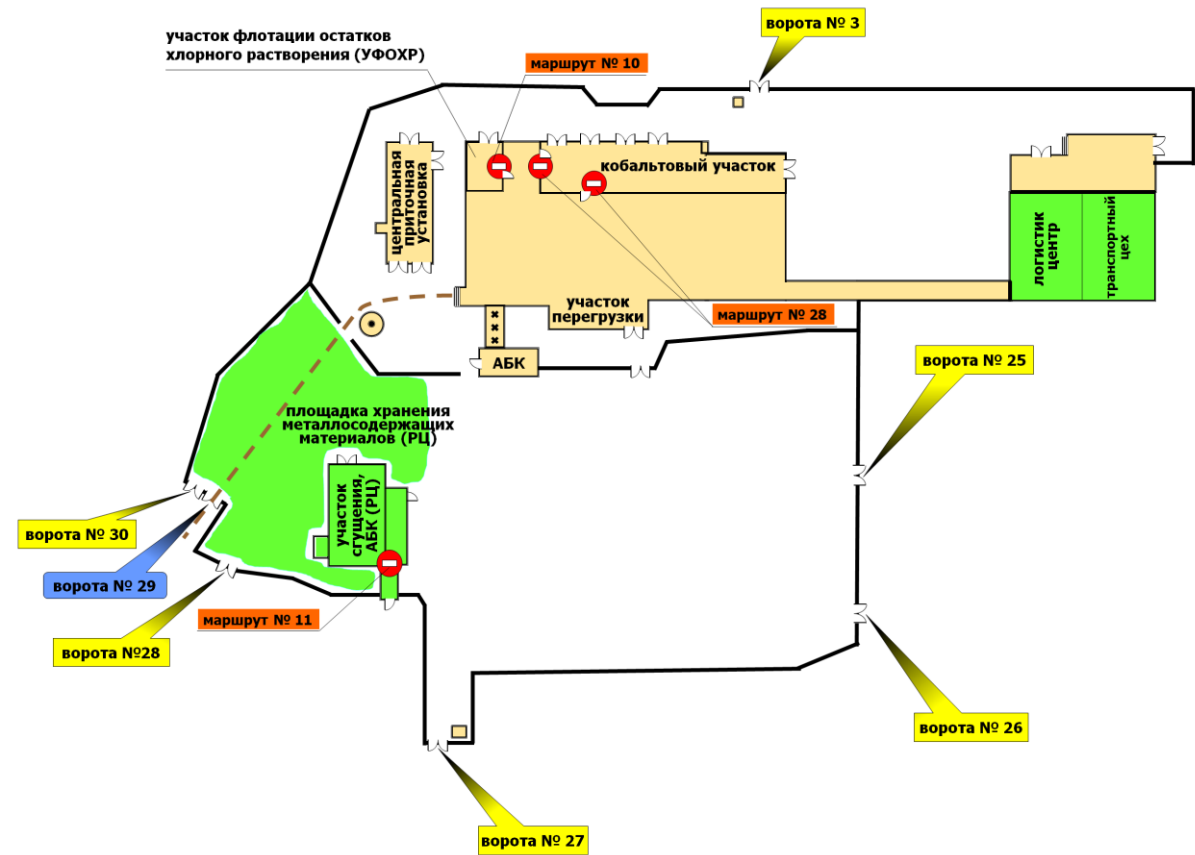 ворота № 3
участок флотации остатков
хлорного растворения (УФОХР)
маршрут № 10
центральная
приточная
установка
кобальтовый участок
логистик
центр
транспортный
цех
участок
перегрузки
маршрут № 28
АБК
ворота № 25
площадка хранения
металлосодержащих
материалов (РЦ)
участок
сгущения,
АБК (РЦ)
ворота № 30
ворота № 29
маршрут № 11
ворота №28
ворота № 26
ворота № 27